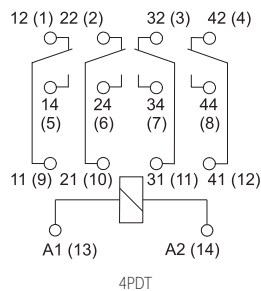 12 (1) 22 (2) 32 (3) 42 (4)
14 24 34 44
(5) (6) (7) (8)
11 (9) 21 (10) 31 (11) 41 (12)
A1 (13) A2 (14)
4PDT